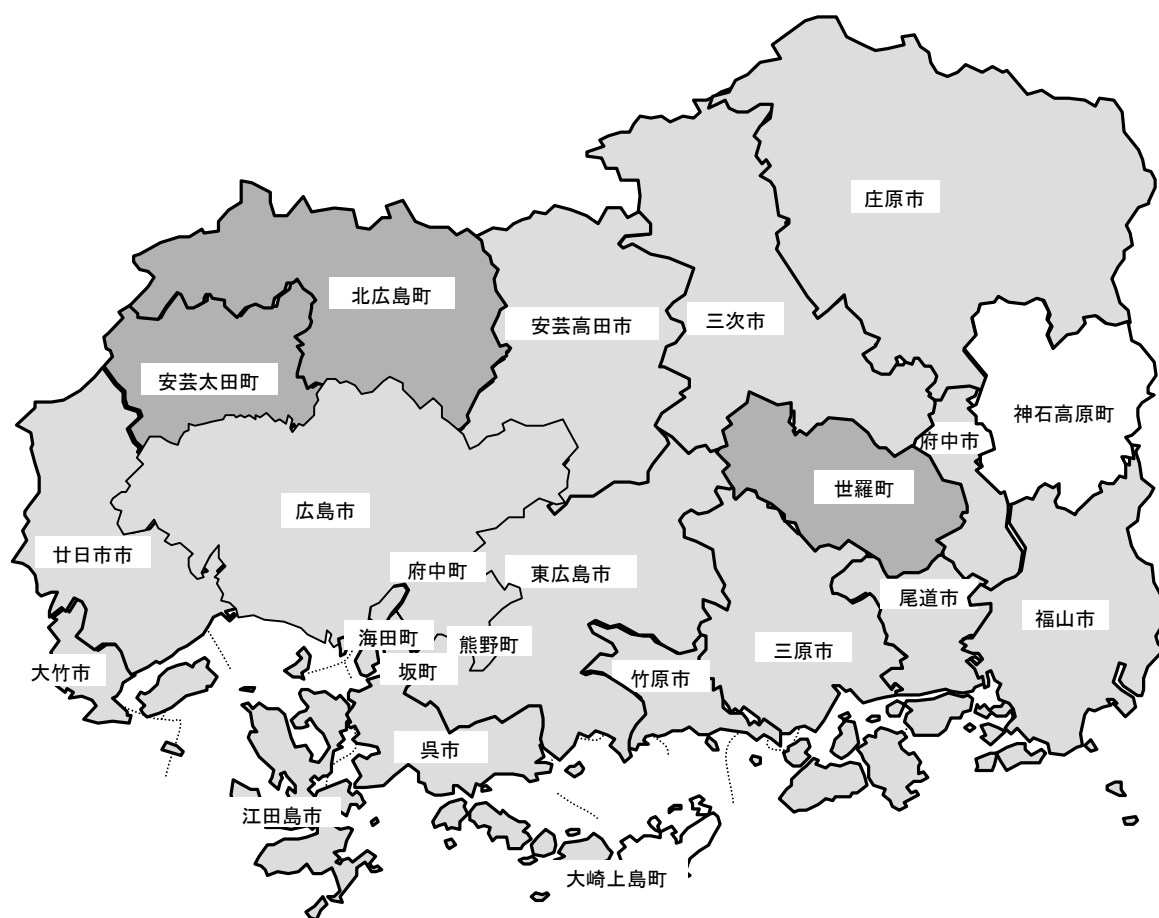 庄原市
北広島町
安芸高田市
三次市
安芸太田町
神石高原町
府中市
世羅町
広島市
廿日市市
府中町
東広島市
尾道市
福山市
海田町
熊野町
三原市
大竹市
坂町
竹原市
呉市
江田島市
大崎上島町